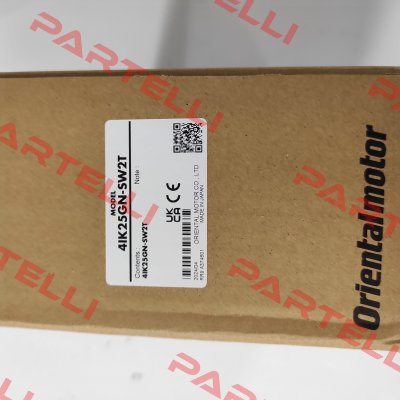 MODEL
4IK25GN-SW2T
Note :
Contents :
4IK25GN-SW2T
UK
CA
CE
ORIENTAL MOTOR CO., LTD.
MADE IN JAPAN
Orientalmotor
PARTELLI
PARTELLI
PARTELLI
PARTELLI
PARTELLI